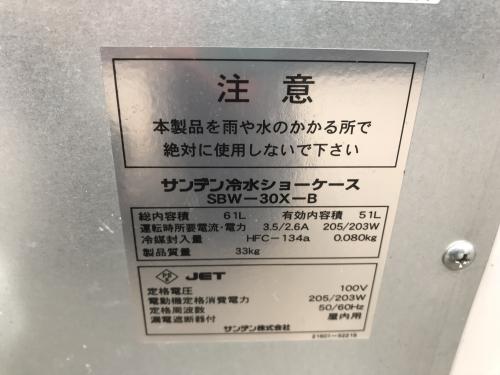 注意
本製品を雨や水のかかる所で
絶対に使用しないで下さい
サンデン冷水ショーケース
SBW-30X-B
総内容積 61L 有効内容積 51L
運転時所要電流・電力 3.5/2.6A 205/203W
冷媒封入量 HFC-134a 0.080kg
製品質量 33kg
JET
定格電圧 100V
電動機定格消費電力 205/203W
定格周波数 50/60Hz
漏電遮断器付 屋内用
サンデン株式会社